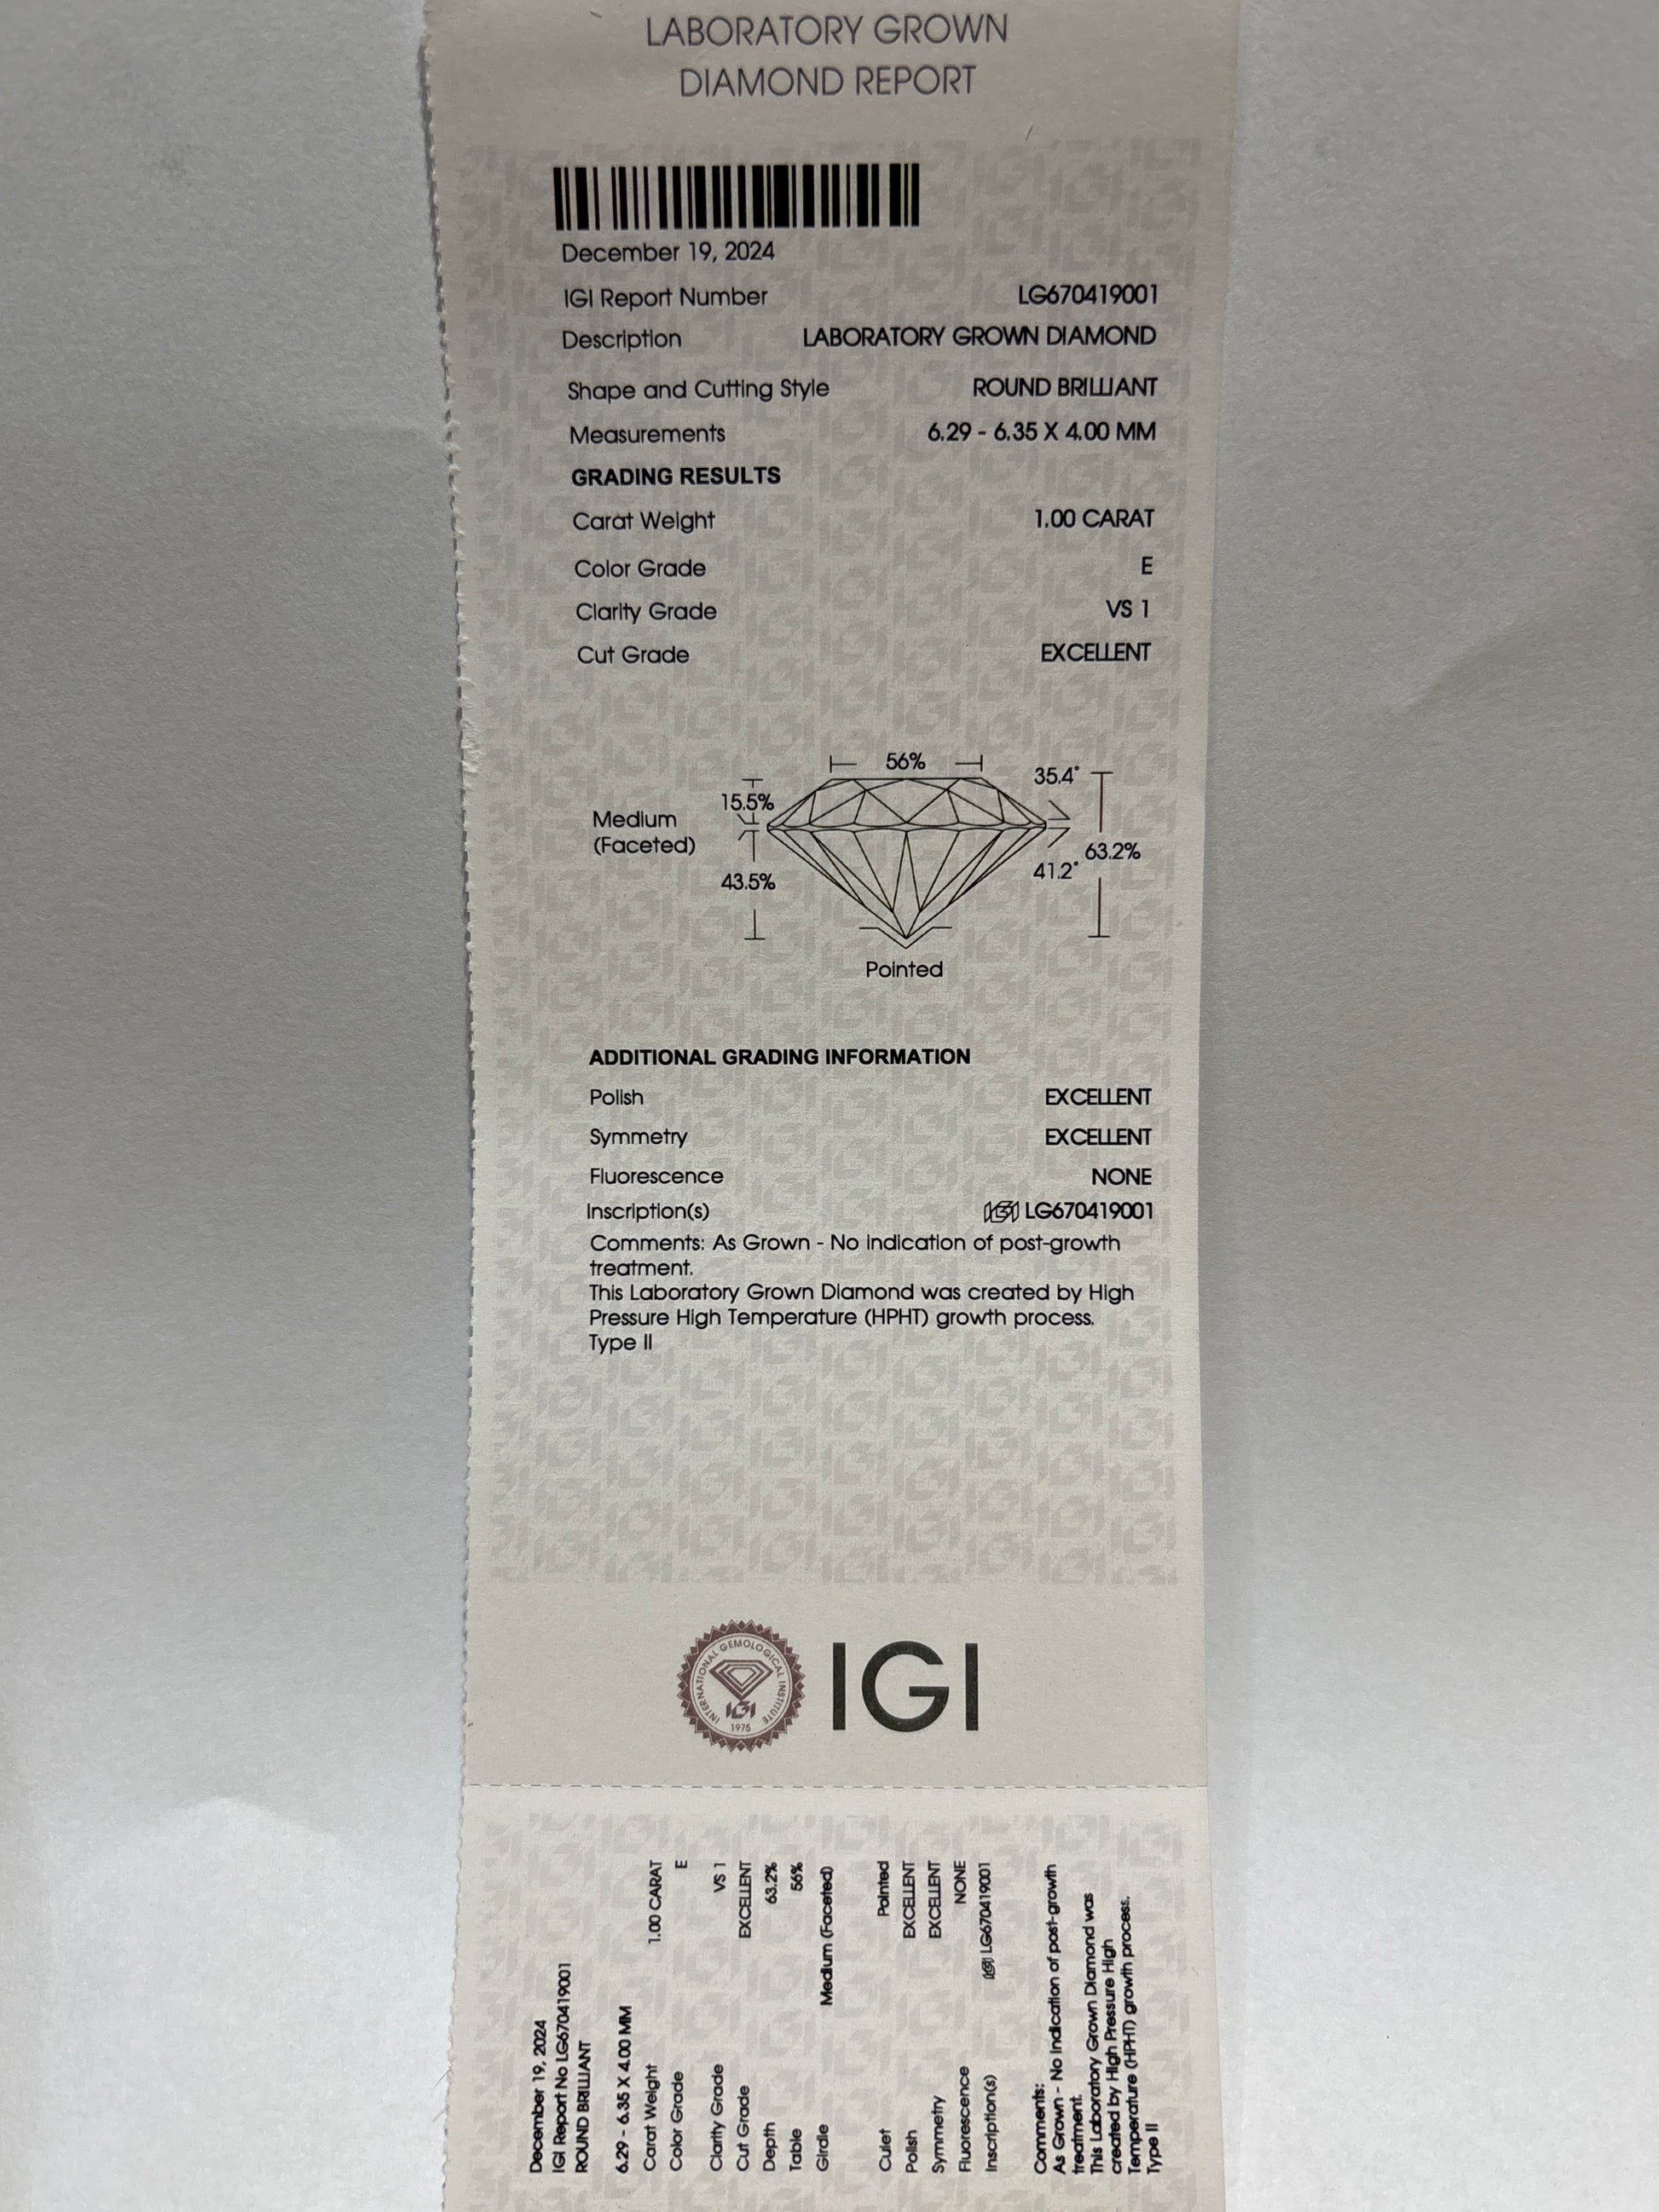 LABORATORY GROWN
DIAMOND REPORT
December 19, 2024
IGI Report Number LG670419001
Description LABORATORY GROWN DIAMOND
Shape and Cutting Style ROUND BRILLIANT
Measurements 6.29 - 6.35 X 4.00 MM
GRADING RESULTS
Carat Weight 1.00 CARAT
Color Grade E
Clarity Grade VS 1
Cut Grade EXCELLENT
56%
35.4°
15.5%
Medium
(Faceted)
63.2%
41.2°
43.5%
Pointed
ADDITIONAL GRADING INFORMATION
Polish EXCELLENT
Symmetry EXCELLENT
Fluorescence NONE
Inscription(s) IGI LG670419001
Comments: As Grown - No indication of post-growth
treatment.
This Laboratory Grown Diamond was created by High
Pressure High Temperature (HPHT) growth process.
Type II
INTERNATIONAL GEMOLOGICAL INSTITUTE
IGI
1975
IGI
December 19, 2024
IGI Report No LG670419001
ROUND BRILLIANT
6.29 - 6.35 X 4.00 MM
Carat Weight 1.00 CARAT
Color Grade E
Clarity Grade VS 1
Cut Grade EXCELLENT
Depth 63.2%
Table 56%
Girdle Medium (Faceted)
Culet Pointed
Polish EXCELLENT
Symmetry EXCELLENT
Fluorescence NONE
Inscription(s) IGI LG670419001
Comments:
As Grown - No indication of post-growth
treatment.
This Laboratory Grown Diamond was
created by High Pressure High
Temperature (HPHT) growth process.
Type II